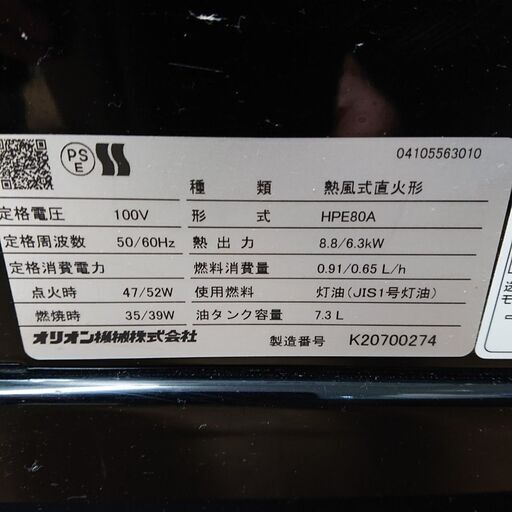 PS
E
04105563010
種類 熱風式直火形
定格電圧 100V 形式 HPE80A
定格周波数 50/60Hz 熱出力 8.8/6.3kW
定格消費電力 燃料消費量 0.91/0.65 L/h
点火時 47/52W 使用燃料 灯油(JIS1号灯油)
燃焼時 35/39W 油タンク容量 7.3 L
オリオン機械株式会社 製造番号 K20700274